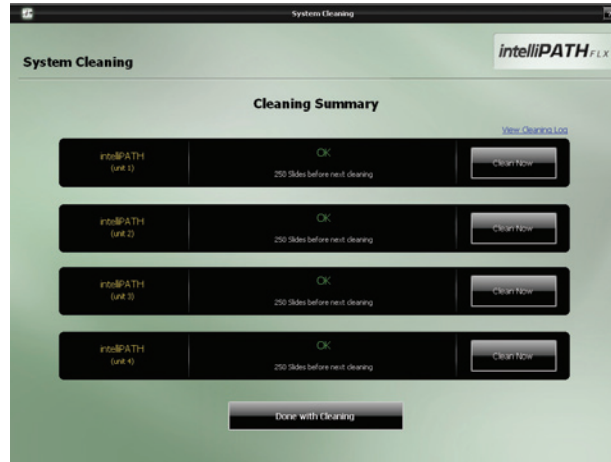 System Cleaning
System Cleaning
intelliPATH FLX
Cleaning Summary
View Cleaning Log
intelliPATH
(unit 1)
OK
250 Slides before next cleaning
Clean Now
intelliPATH
(unit 2)
OK
250 Slides before next cleaning
Clean Now
intelliPATH
(unit 3)
OK
250 Slides before next cleaning
Clean Now
intelliPATH
(unit 4)
OK
250 Slides before next cleaning
Clean Now
Done with Cleaning